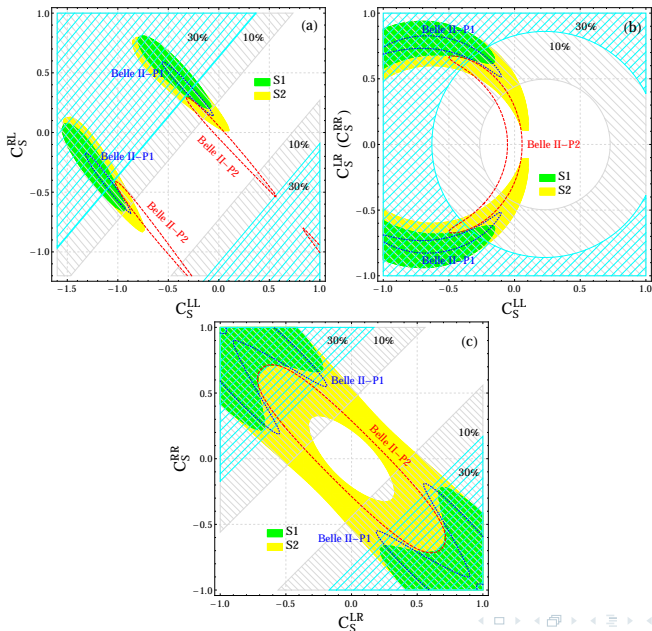 (a)
30%
10%
Belle II-P1
S1
S2
Belle II-P1
Belle II-P2
10%
30%
Belle II-P2
C_S^RL
1.0
0.5
0.0
−0.5
−1.0
−1.5
−1.0
−0.5
0.0
0.5
1.0
C_S^LL
(b)
30%
10%
Belle II-P1
Belle II-P2
S1
S2
Belle II-P1
C_S^LR (C_S^RR)
1.0
0.5
0.0
−0.5
−1.0
−1.0
−0.5
0.0
0.5
1.0
C_S^LL
(c)
30%
10%
Belle II-P1
Belle II-P2
10%
30%
S1
S2
Belle II-P1
C_S^RR
1.0
0.5
0.0
−0.5
−1.0
−1.0
−0.5
0.0
0.5
1.0
C_S^LR